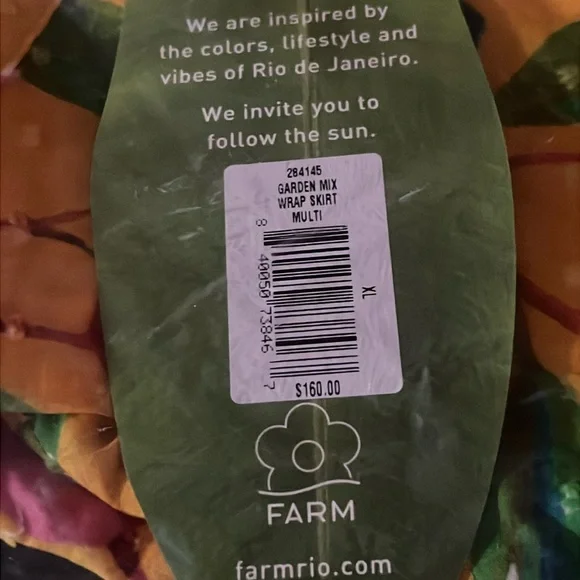 We are inspired by
the colors, lifestyle and
vibes of Rio de Janeiro.
We invite you to
follow the sun.
284145
GARDEN MIX
WRAP SKIRT
MULTI
8 40050 73846 7
XL
$160.00
FARM
farmrio.com